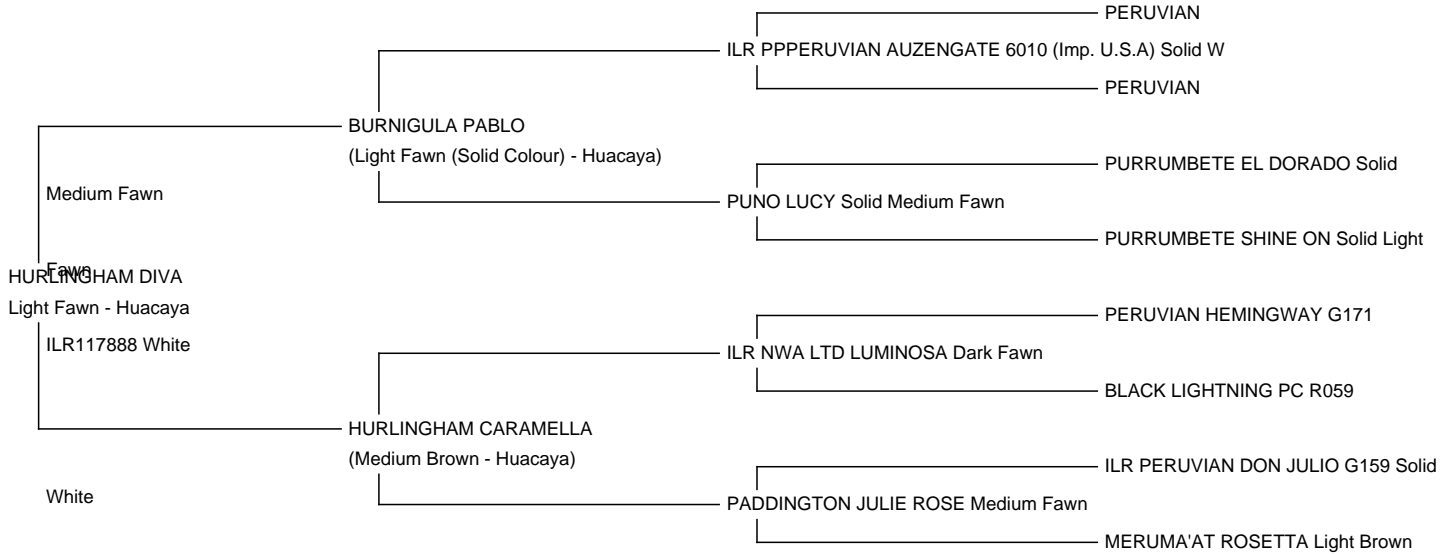 PERUVIAN
ILR PPPERUVIAN AUZENGATE 6010 (Imp. U.S.A) Solid W
PERUVIAN
BURNIGULA PABLO
(Light Fawn (Solid Colour) - Huacaya)
PURRUMBETE EL DORADO Solid
Medium Fawn
PUNO LUCY Solid Medium Fawn
PURRUMBETE SHINE ON Solid Light
Fawn
HURLINGHAM DIVA
Light Fawn - Huacaya
PERUVIAN HEMINGWAY G171
ILR117888 White
ILR NWA LTD LUMINOSA Dark Fawn
BLACK LIGHTNING PC R059
HURLINGHAM CARAMELLA
(Medium Brown - Huacaya)
ILR PERUVIAN DON JULIO G159 Solid
White
PADDINGTON JULIE ROSE Medium Fawn
MERUMA'AT ROSETTA Light Brown